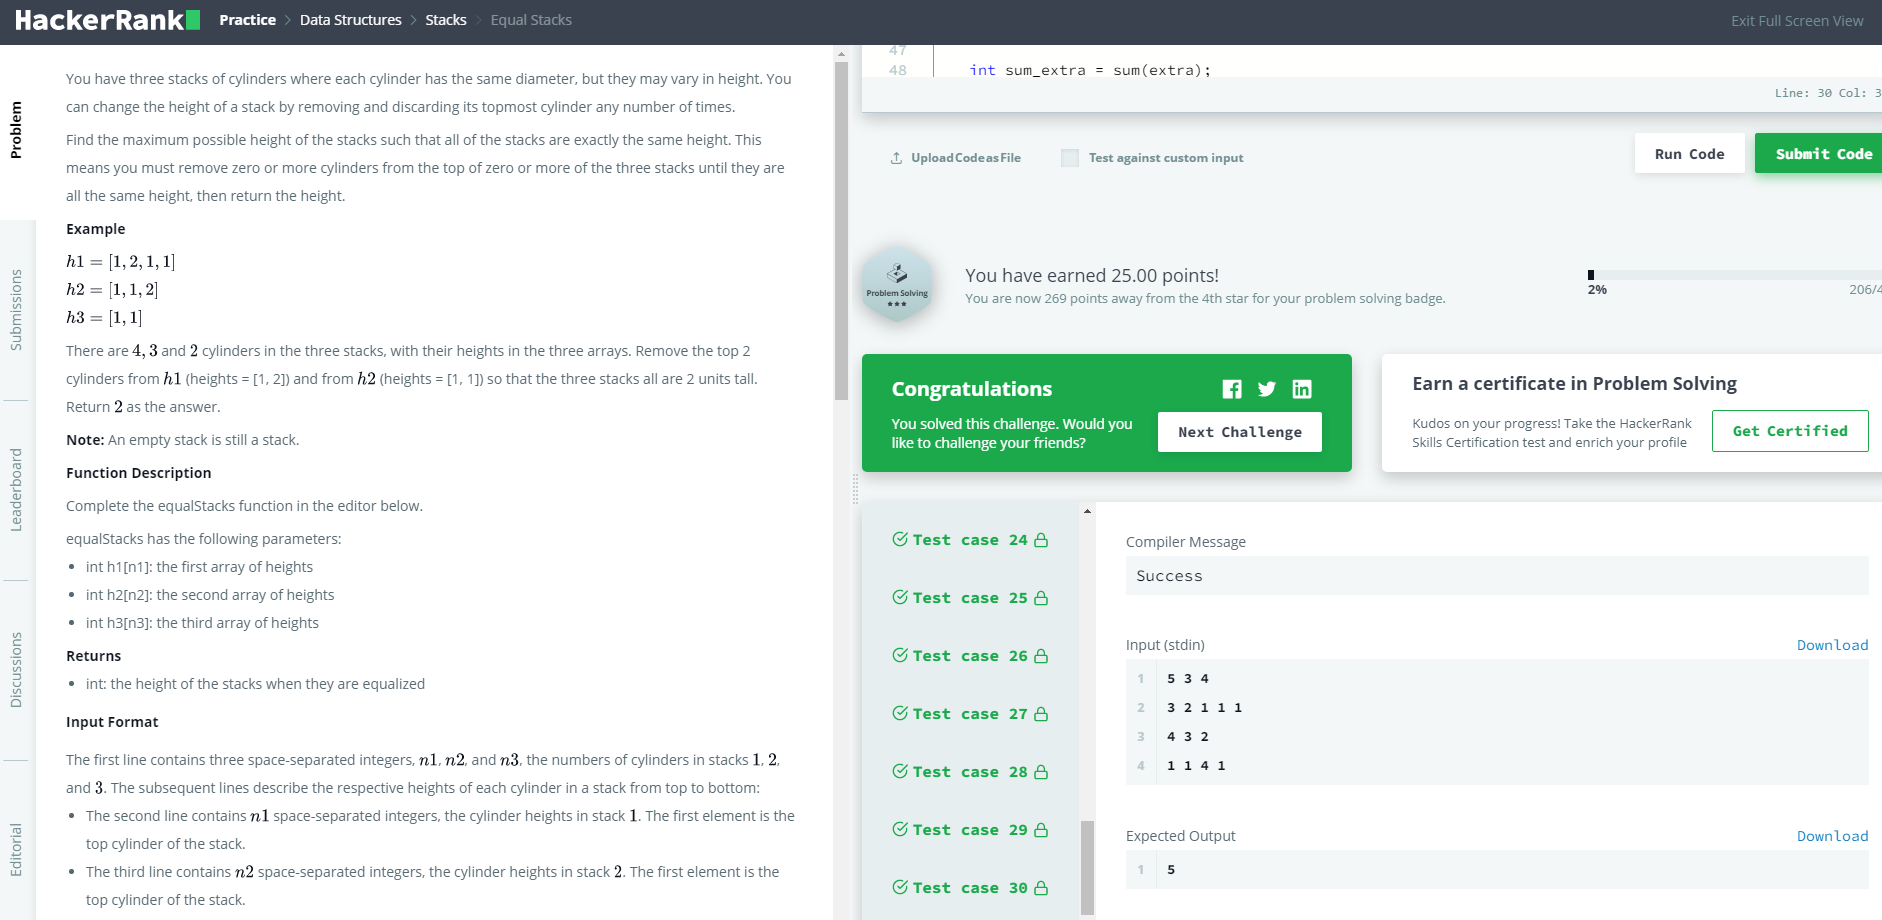 HackerRank
Practice > Data Structures > Stacks > Equal Stacks
Exit Full Screen View
Problem
Submissions
Leaderboard
Discussions
Editorial
You have three stacks of cylinders where each cylinder has the same diameter, but they may vary in height. You
can change the height of a stack by removing and discarding its topmost cylinder any number of times.
Find the maximum possible height of the stacks such that all of the stacks are exactly the same height. This
means you must remove zero or more cylinders from the top of zero or more of the three stacks until they are
all the same height, then return the height.
Example
h1 = [1, 2, 1, 1]
h2 = [1, 1, 2]
h3 = [1, 1]
There are 4, 3 and 2 cylinders in the three stacks, with their heights in the three arrays. Remove the top 2
cylinders from h1 (heights = [1, 2]) and from h2 (heights = [1, 1]) so that the three stacks all are 2 units tall.
Return 2 as the answer.
Note: An empty stack is still a stack.
Function Description
Complete the equalStacks function in the editor below.
equalStacks has the following parameters:
• int h1[n1]: the first array of heights
• int h2[n2]: the second array of heights
• int h3[n3]: the third array of heights
Returns
• int: the height of the stacks when they are equalized
Input Format
The first line contains three space-separated integers, n1, n2, and n3, the numbers of cylinders in stacks 1, 2,
and 3. The subsequent lines describe the respective heights of each cylinder in a stack from top to bottom:
• The second line contains n1 space-separated integers, the cylinder heights in stack 1. The first element is the
top cylinder of the stack.
• The third line contains n2 space-separated integers, the cylinder heights in stack 2. The first element is the
top cylinder of the stack.
47
48 int sum_extra = sum(extra);
Line: 30 Col: 3
Upload Code as File
Test against custom input
Run Code
Submit Code
Problem Solving
You have earned 25.00 points!
You are now 269 points away from the 4th star for your problem solving badge.
2%
206/4
Congratulations
You solved this challenge. Would you
like to challenge your friends?
Next Challenge
Earn a certificate in Problem Solving
Kudos on your progress! Take the HackerRank
Skills Certification test and enrich your profile
Get Certified
Test case 24
Test case 25
Test case 26
Test case 27
Test case 28
Test case 29
Test case 30
Compiler Message
Success
Input (stdin)
Download
1 5 3 4
2 3 2 1 1 1
3 4 3 2
4 1 1 4 1
Expected Output
Download
1 5